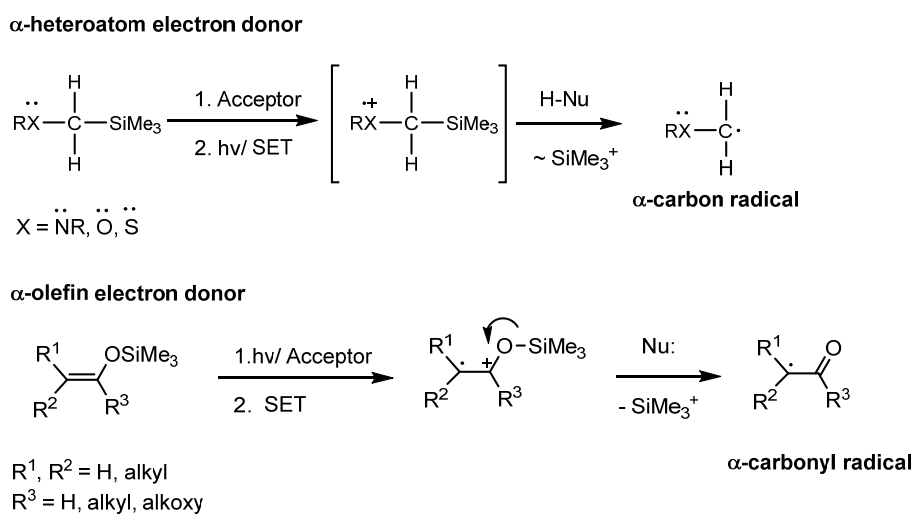 α-heteroatom electron donor
RX–C–SiMe₃
H
H
1. Acceptor
2. hv/ SET
RX–C–SiMe₃
H
H
•+
H-Nu
~ SiMe₃⁺
RX–C·
H
H
α-carbon radical
X = N̈R, Ö, S̈
α-olefin electron donor
R¹
R²
OSiMe₃
R³
1.hν/ Acceptor
2. SET
R¹
R²
O–SiMe₃
+
R³
Nu:
- SiMe₃⁺
R¹
R²
O
R³
α-carbonyl radical
R¹, R² = H, alkyl
R³ = H, alkyl, alkoxy